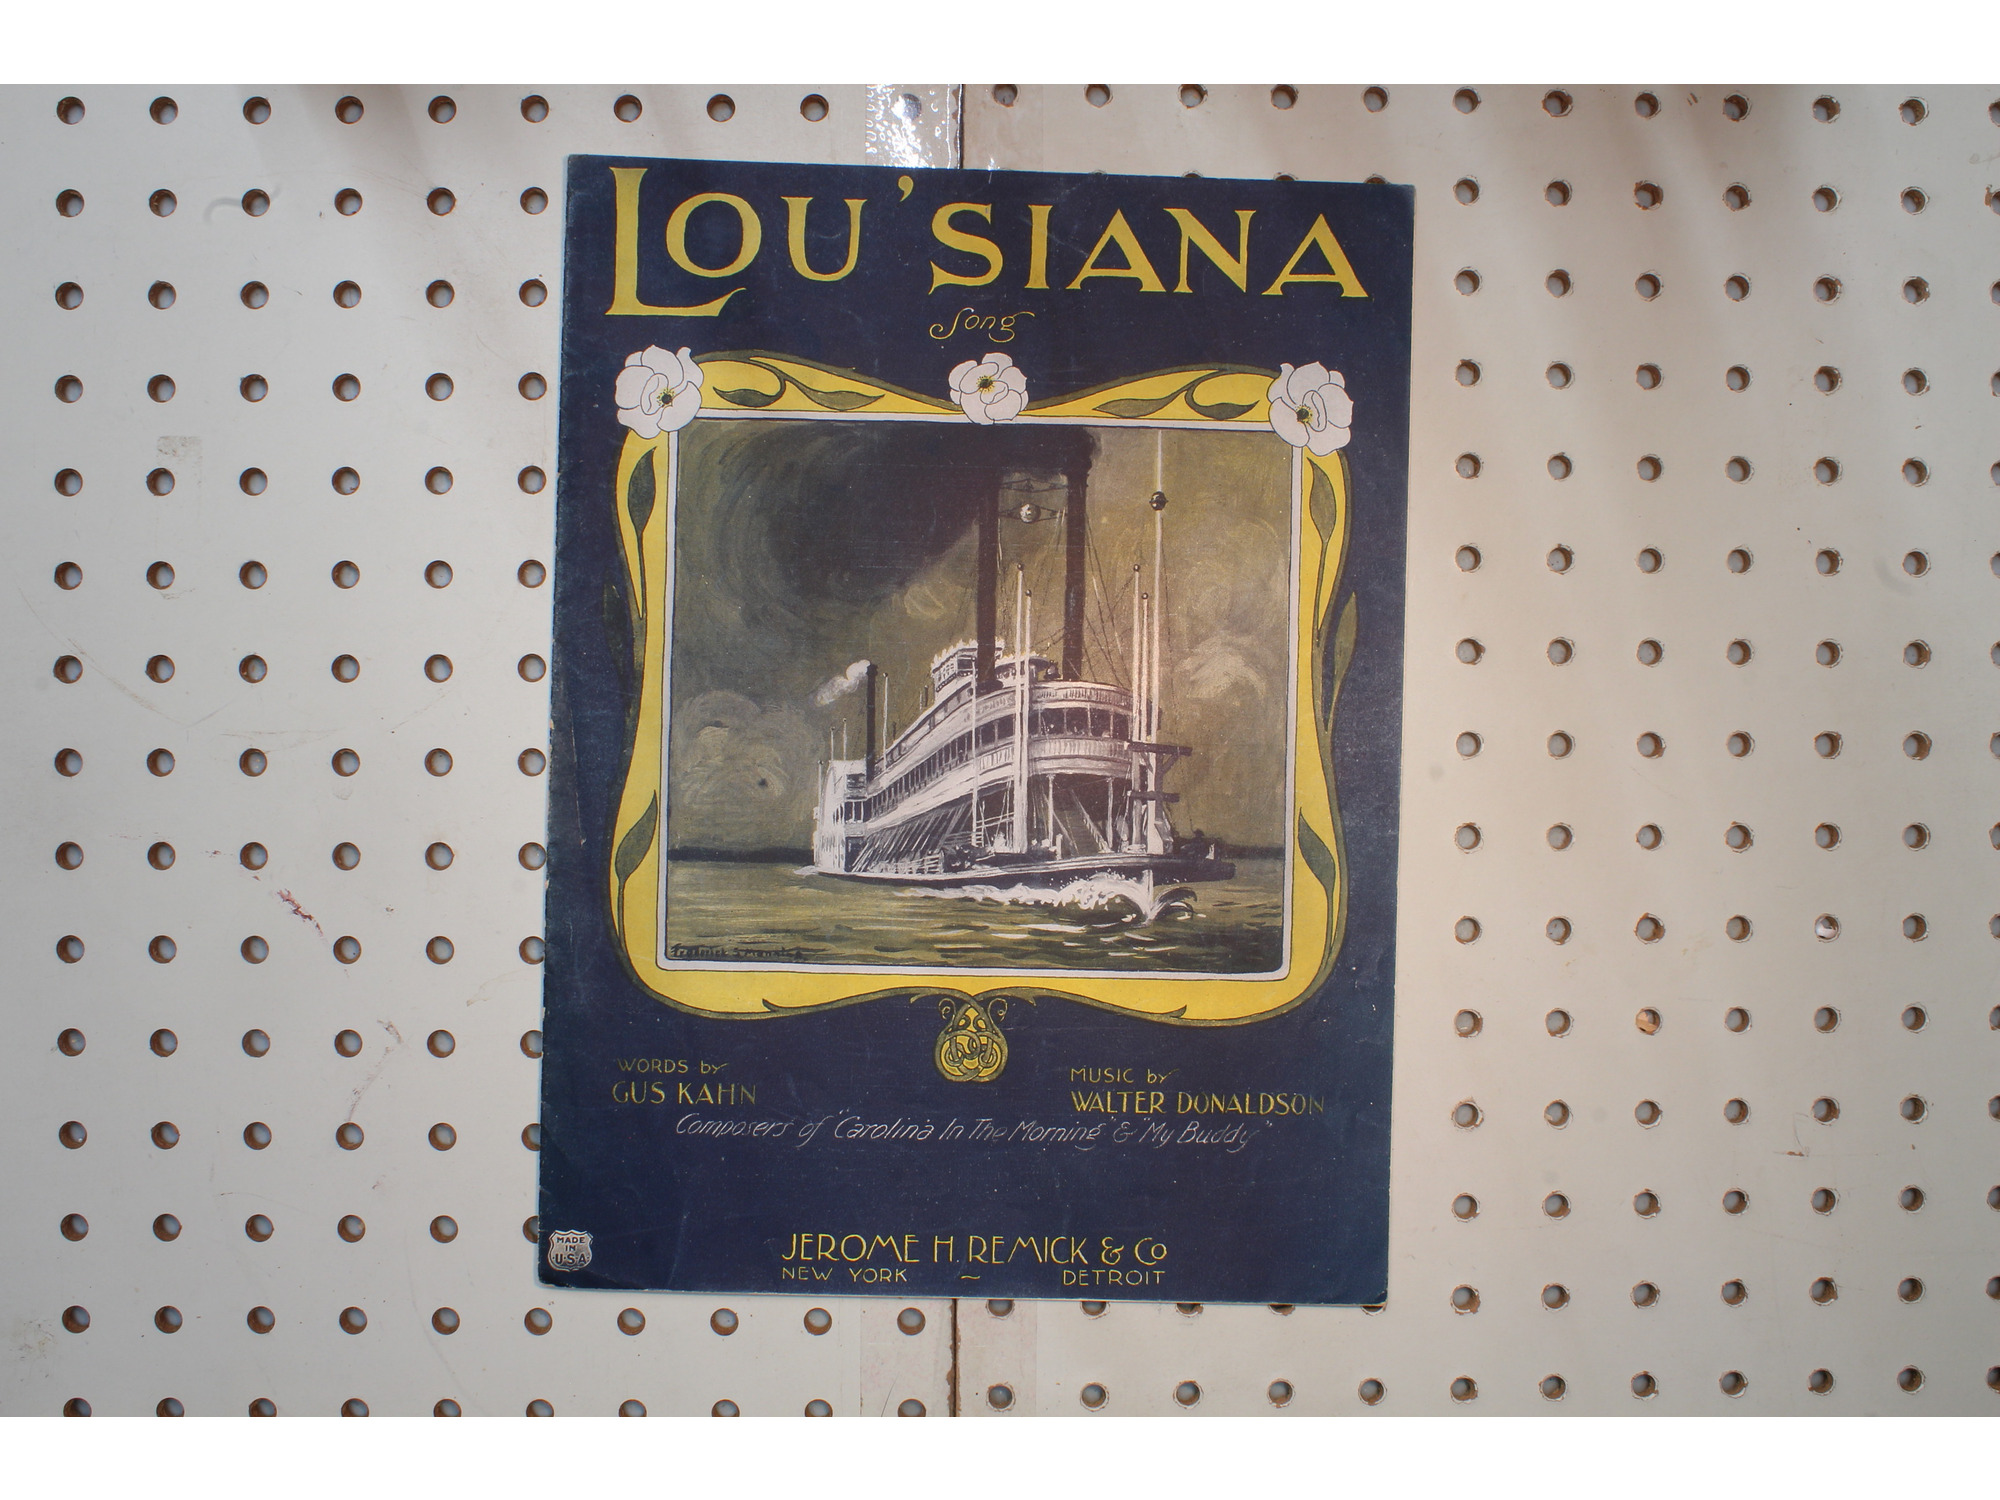 LOU'SIANA
Song
WORDS by
GUS KAHN
MUSIC by
WALTER DONALDSON
Composers of "Carolina In The Morning" & "My Buddy"
MADE
IN
U.S.A.
JEROME H. REMICK & Co
NEW YORK ~ DETROIT